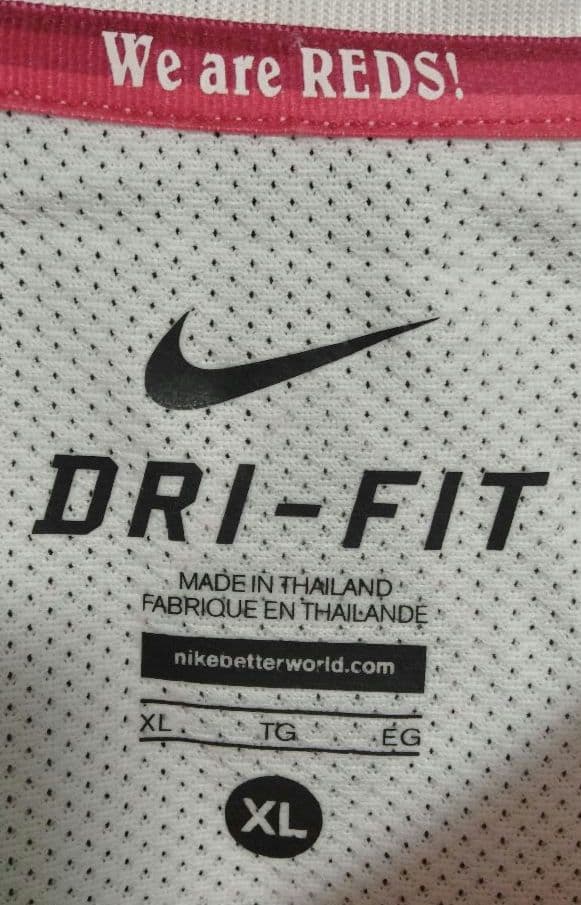 We are REDS!
DRI-FIT
MADE IN THAILAND
FABRIQUE EN THAILANDE
nikebetterworld.com
XL TG EG
XL